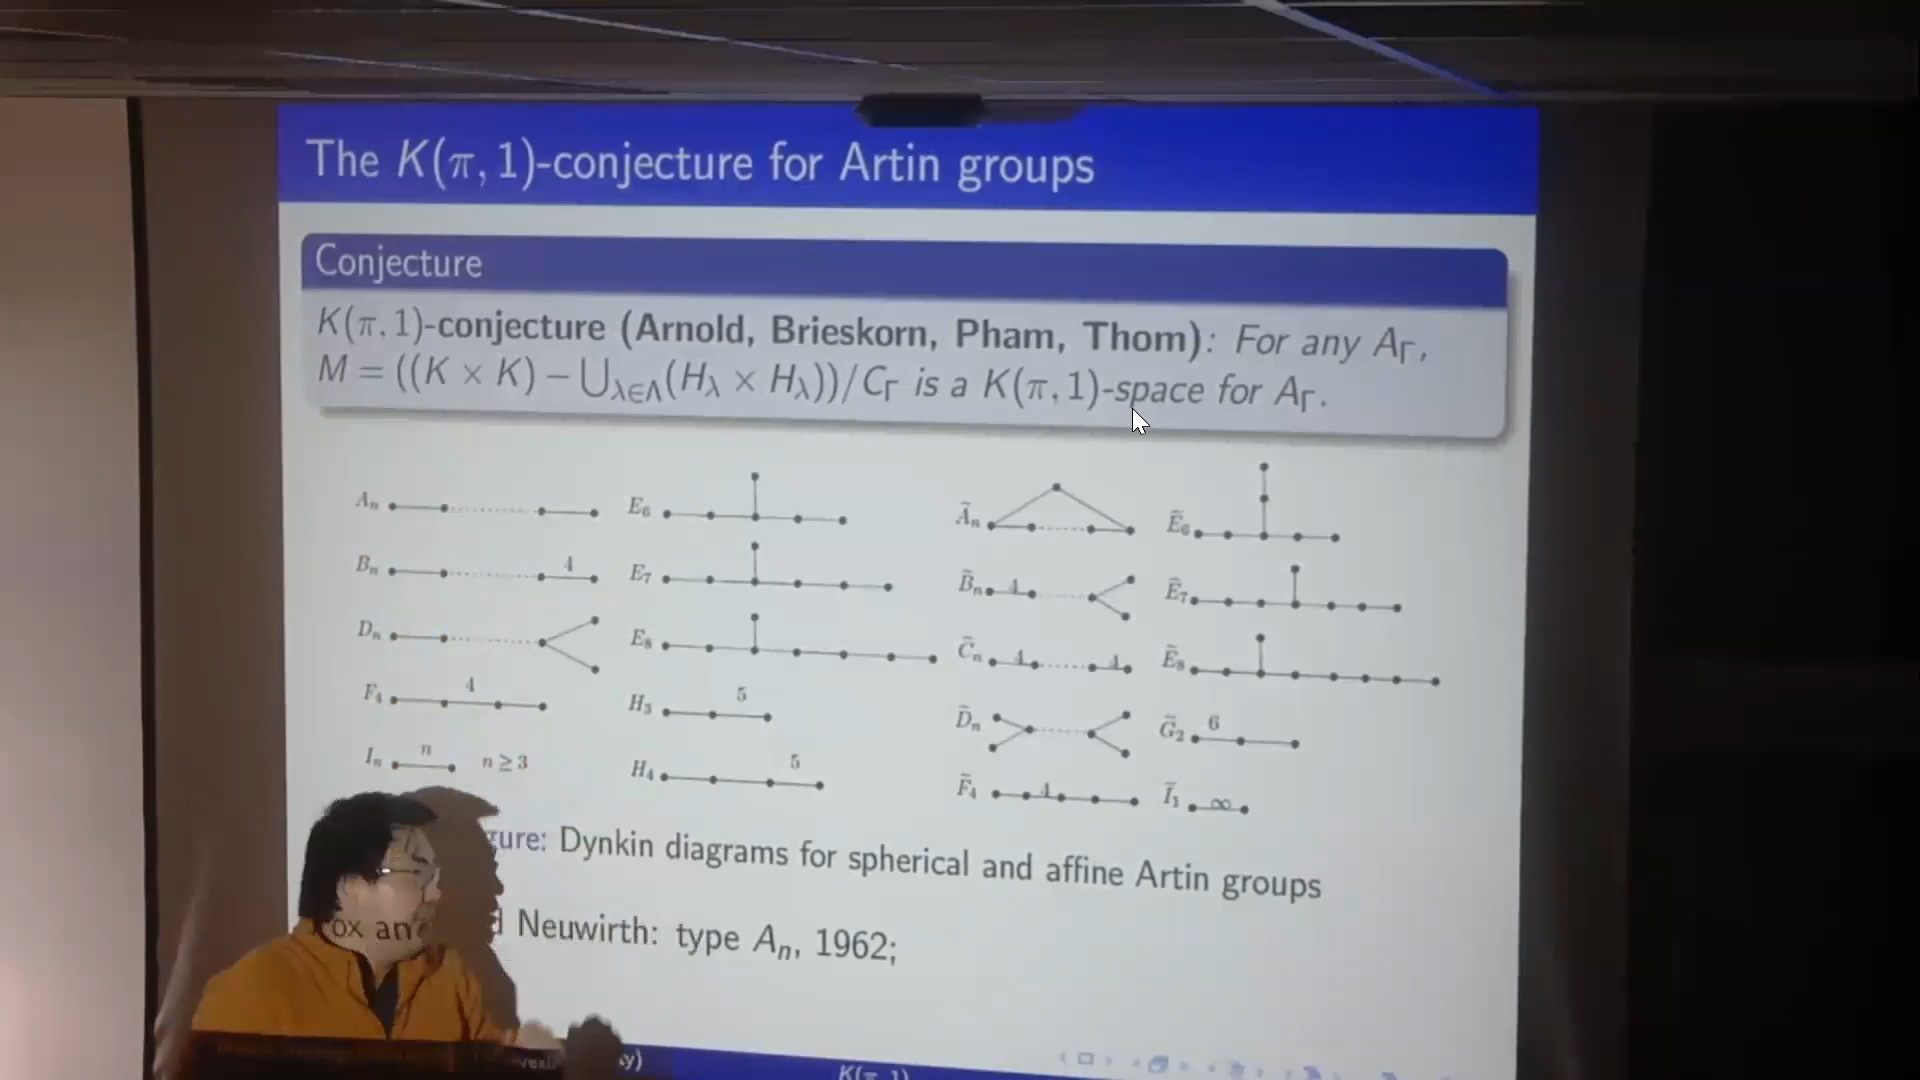 The K(π, 1)-conjecture for Artin groups
Conjecture
K(π, 1)-conjecture (Arnold, Brieskorn, Pham, Thom): For any A_Γ,
M = ((K × K) − ⋃_{λ∈Λ}(H_λ × H_λ))/C_Γ is a K(π, 1)-space for A_Γ.
A_n
B_n 4
D_n
F_4 4
I_n n n ≥ 3
E_6
E_7
E_8
H_3 5
H_4 5
Ã_n
B̃_n 4
C̃_n 4 4
D̃_n
F̃_4 4
Ẽ_6
Ẽ_7
Ẽ_8
G̃_2 6
Ĩ_1 ∞
gure: Dynkin diagrams for spherical and affine Artin groups
ox and Neuwirth: type A_n, 1962;
K(π, 1)